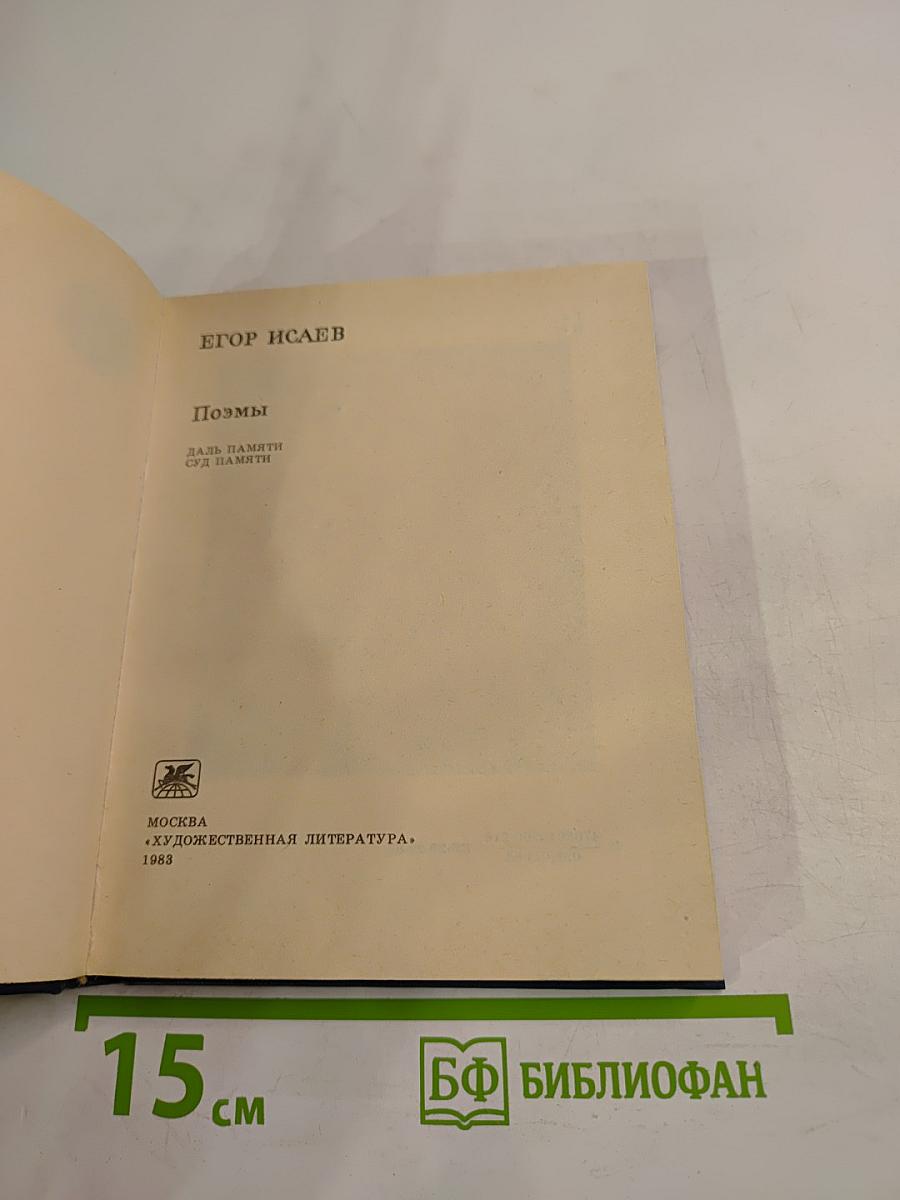 ЕГОР ИСАЕВ
Поэмы
ДАЛЬ ПАМЯТИ
СУД ПАМЯТИ
МОСКВА
«ХУДОЖЕСТВЕННАЯ ЛИТЕРАТУРА»
1983
15 см
БФ БИБЛИОФАН